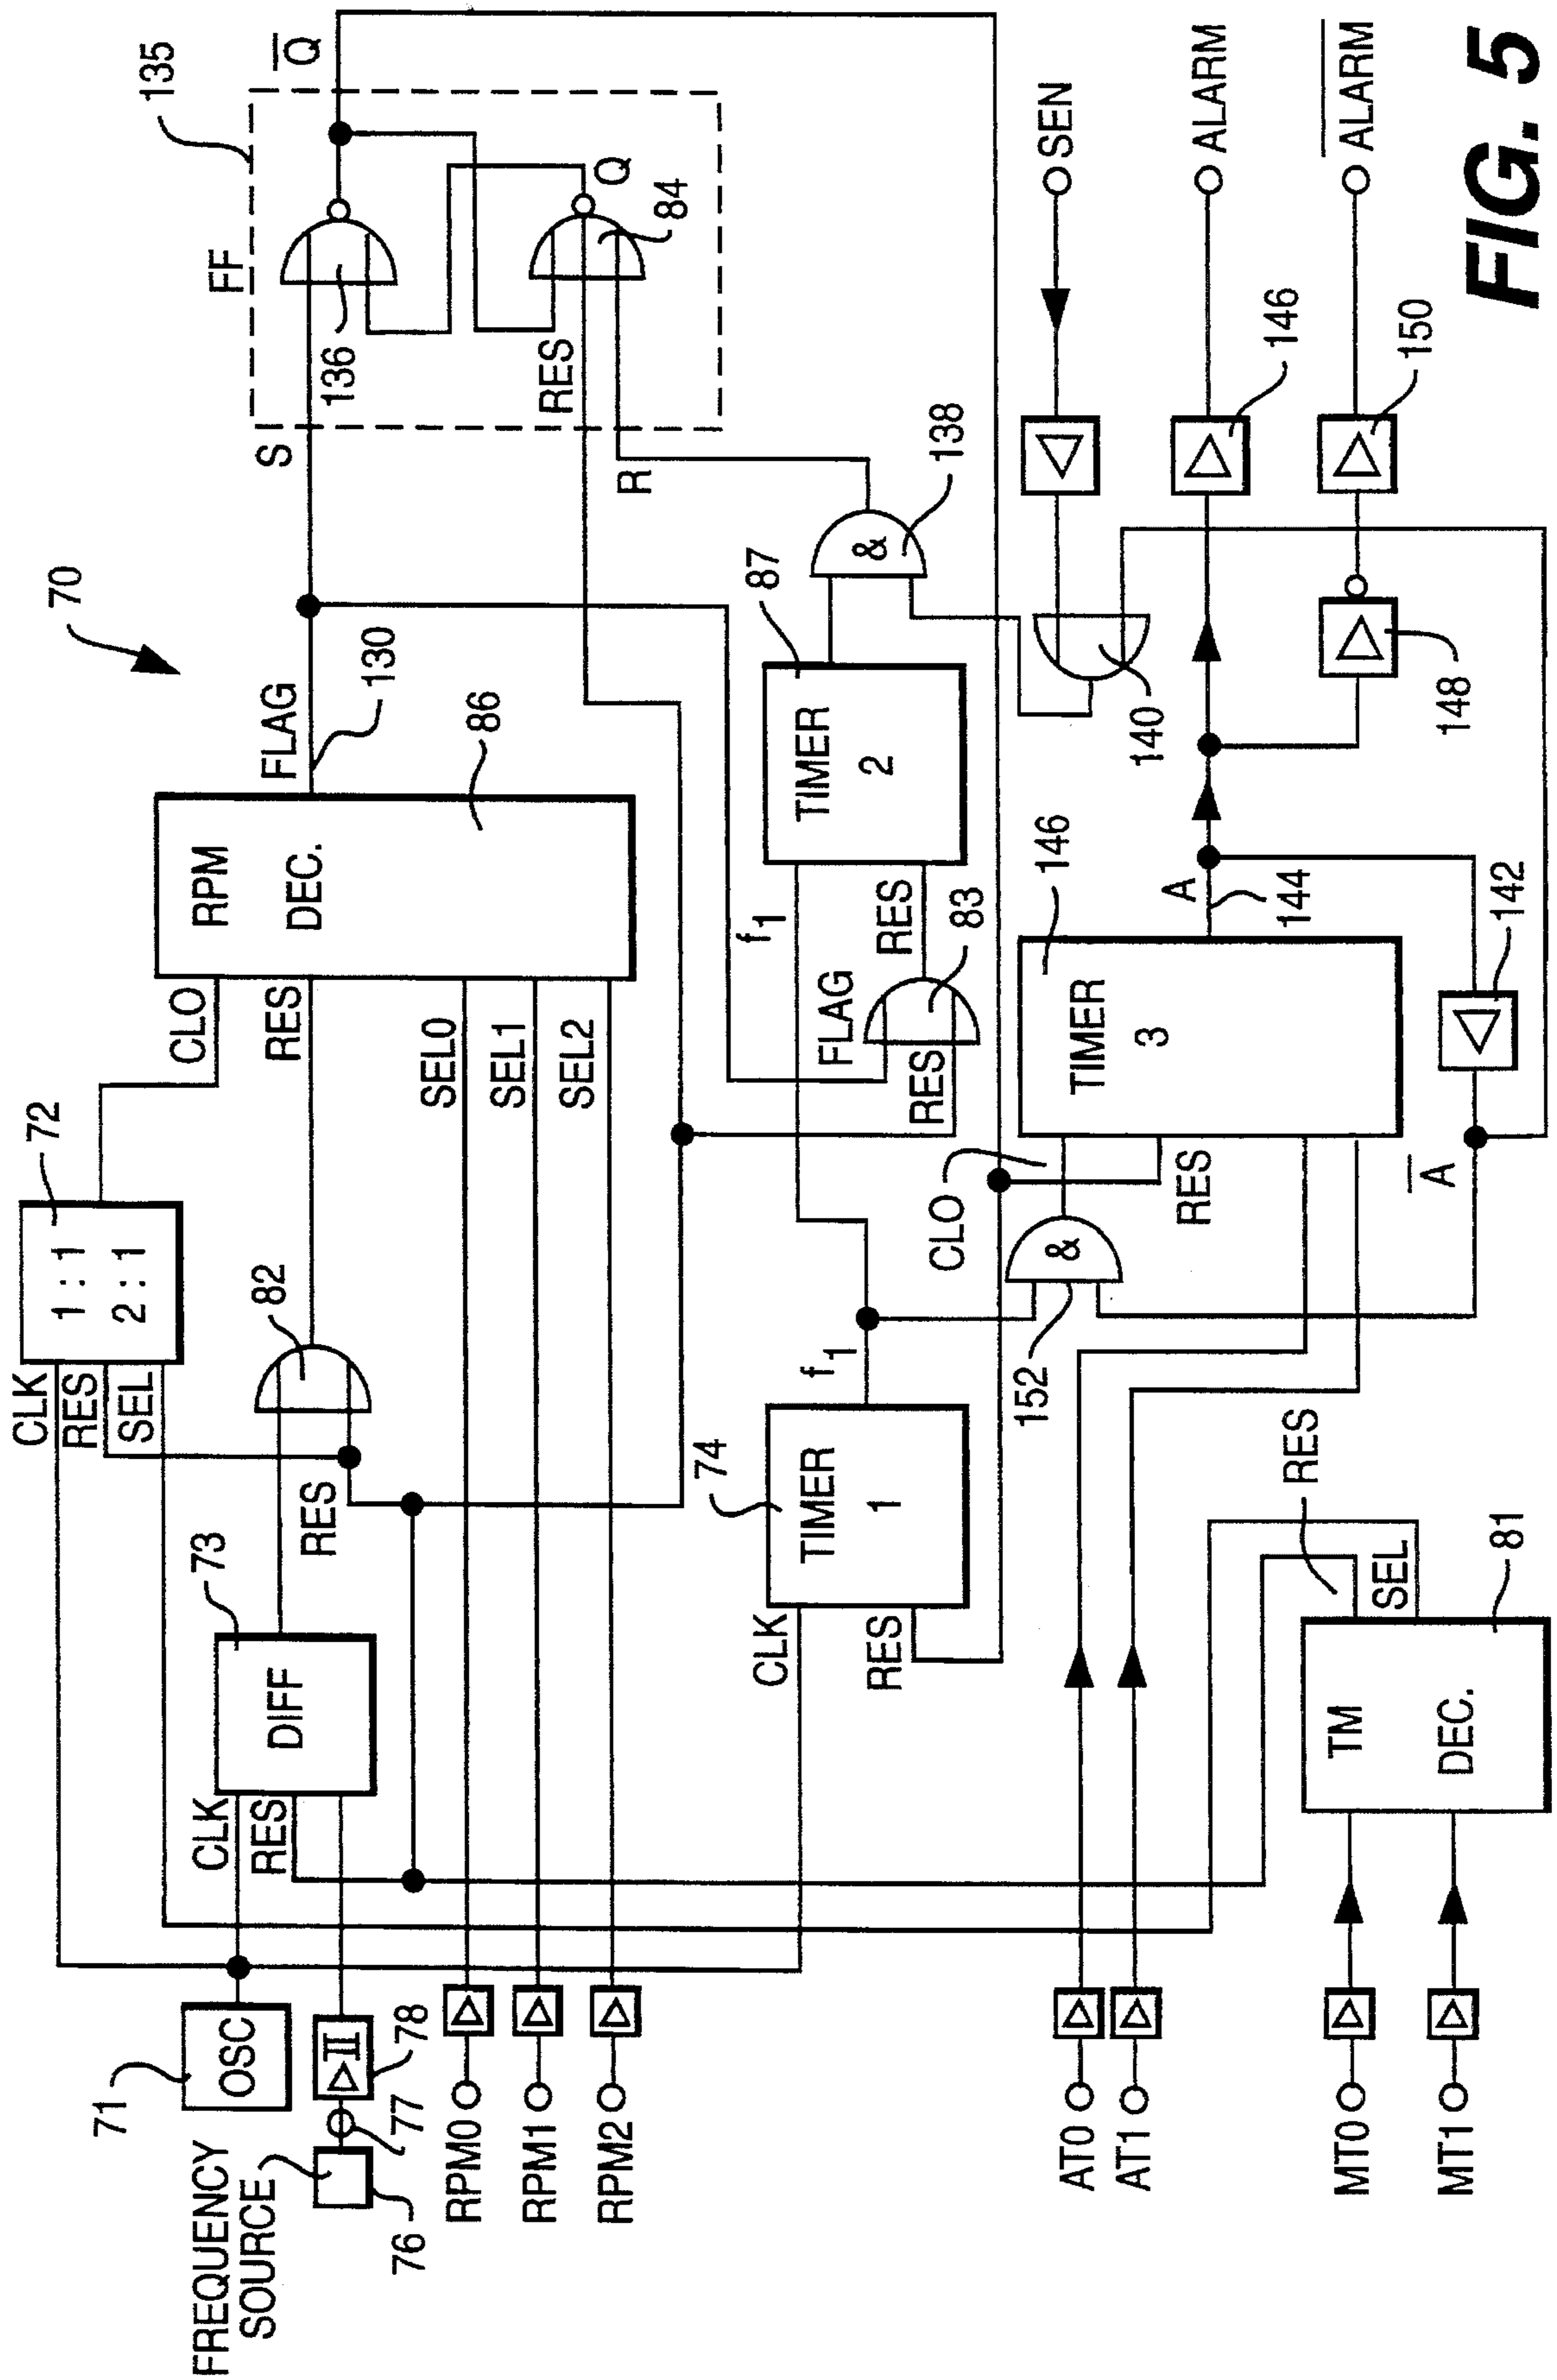 70
71
OSC
FREQUENCY
SOURCE
76
77
78
CLK
RES
73
DIFF
CLK
RES
SEL
72
1 : 1
2 : 1
82
RES
CLO
RES
RPM
DEC.
86
FLAG
130
S
FF
135
136
Q
RES
Q
84
R
RPM0
RPM1
RPM2
SEL0
SEL1
SEL2
CLK
RES
74
TIMER
1
f1
f1
FLAG
RES
RES
83
TIMER
2
87
&
138
SEN
140
CLO
&
152
RES
TIMER
3
146
A
144
146
ALARM
148
150
ALARM
142
A
AT0
AT1
MT0
MT1
TM
DEC.
81
RES
SEL
FIG. 5